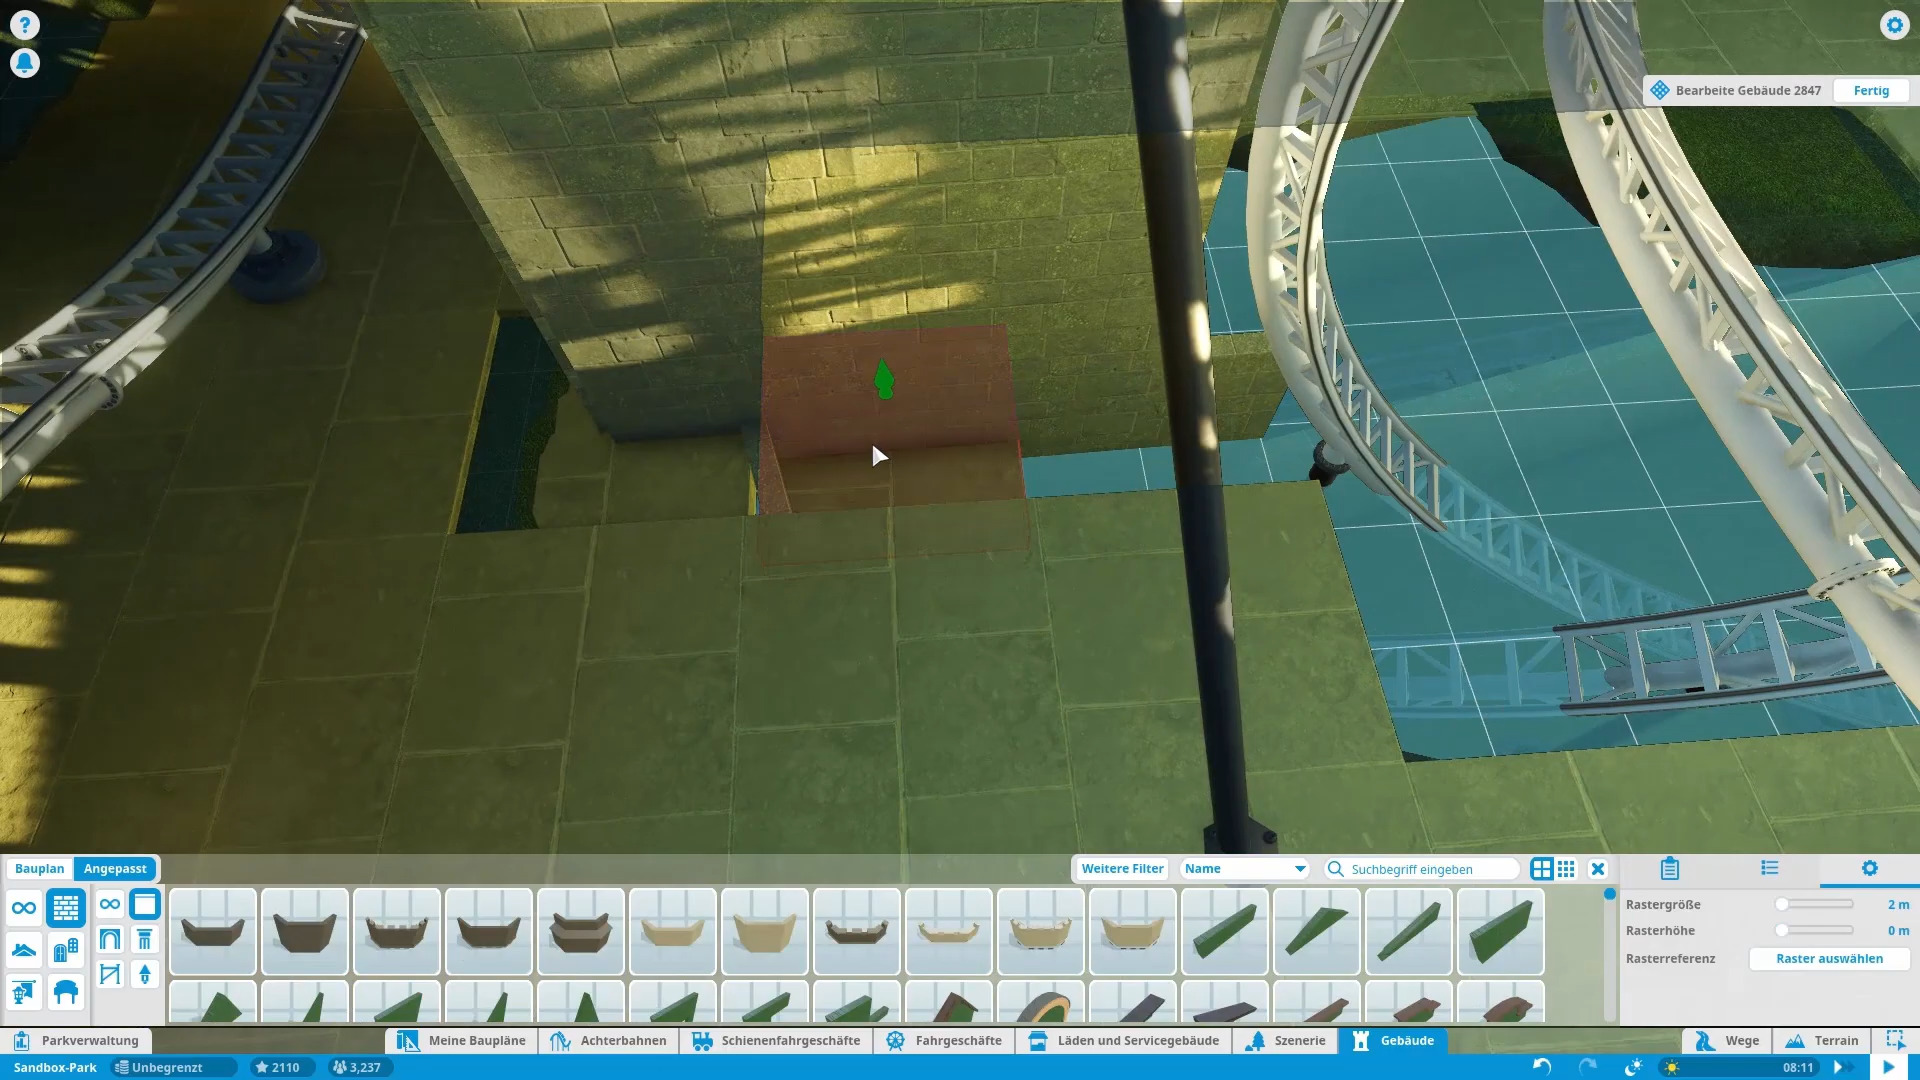 ?
Bearbeite Gebäude 2847 Fertig
Bauplan Angepasst Weitere Filter Name Suchbegriff eingeben
Rastergröße 2 m
Rasterhöhe 0 m
Rasterreferenz Raster auswählen
Parkverwaltung Meine Baupläne Achterbahnen Schienenfahrgeschäfte Fahrgeschäfte Läden und Servicegebäude Szenerie Gebäude Wege Terrain
Sandbox-Park Unbegrenzt 2110 3,237 08:11